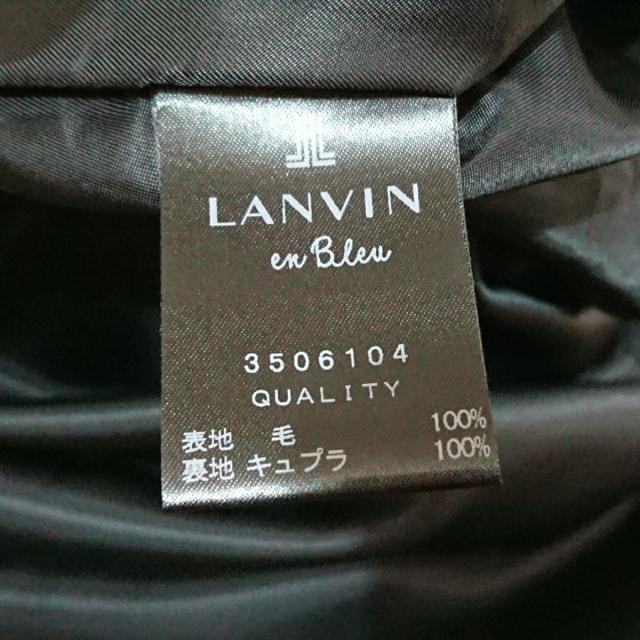 LANVIN
en Bleu
3506104
QUALITY
表地 毛 100%
裏地 キュプラ 100%